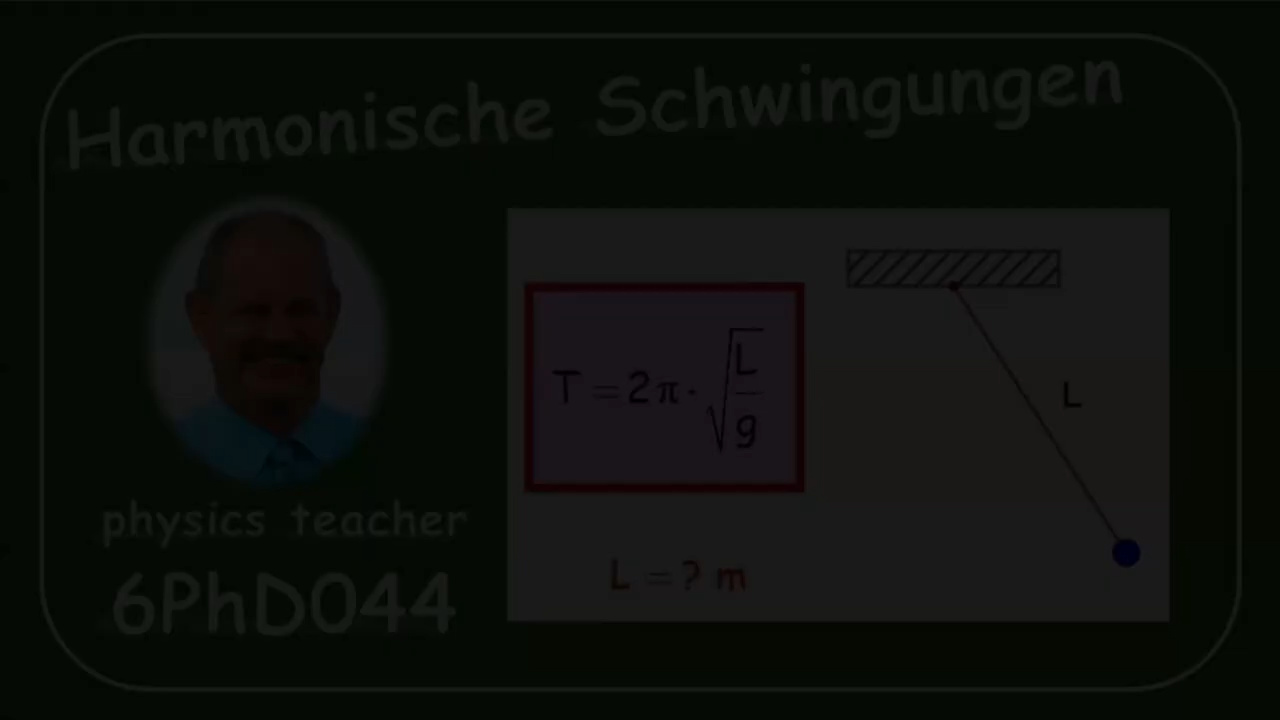 Harmonische Schwingungen
T = 2π · √(L/g)
L
L = ? m
physics teacher
6PhD044